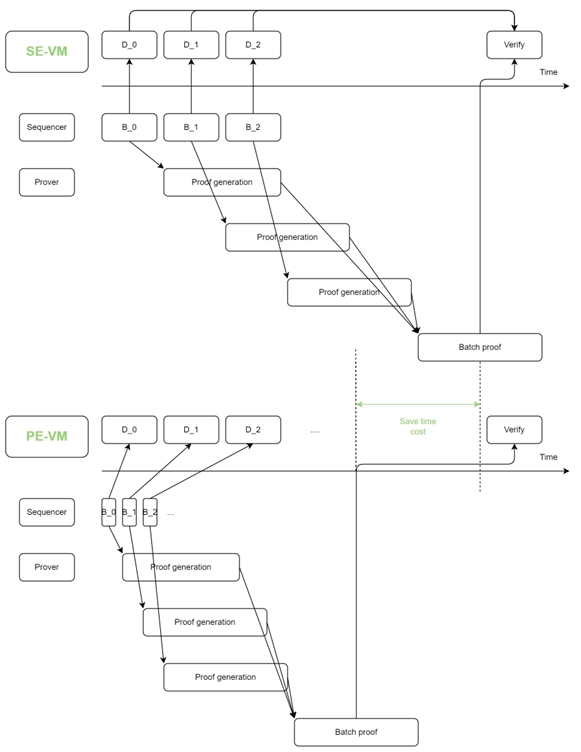 SE-VM
D_0
D_1
D_2
Verify
Time
Sequencer
B_0
B_1
B_2
Prover
Proof generation
Proof generation
Proof generation
Batch proof
Save time
cost
PE-VM
D_0
D_1
D_2
....
Verify
Time
Sequencer
B_0
B_1
B_2
...
Prover
Proof generation
Proof generation
Proof generation
Batch proof